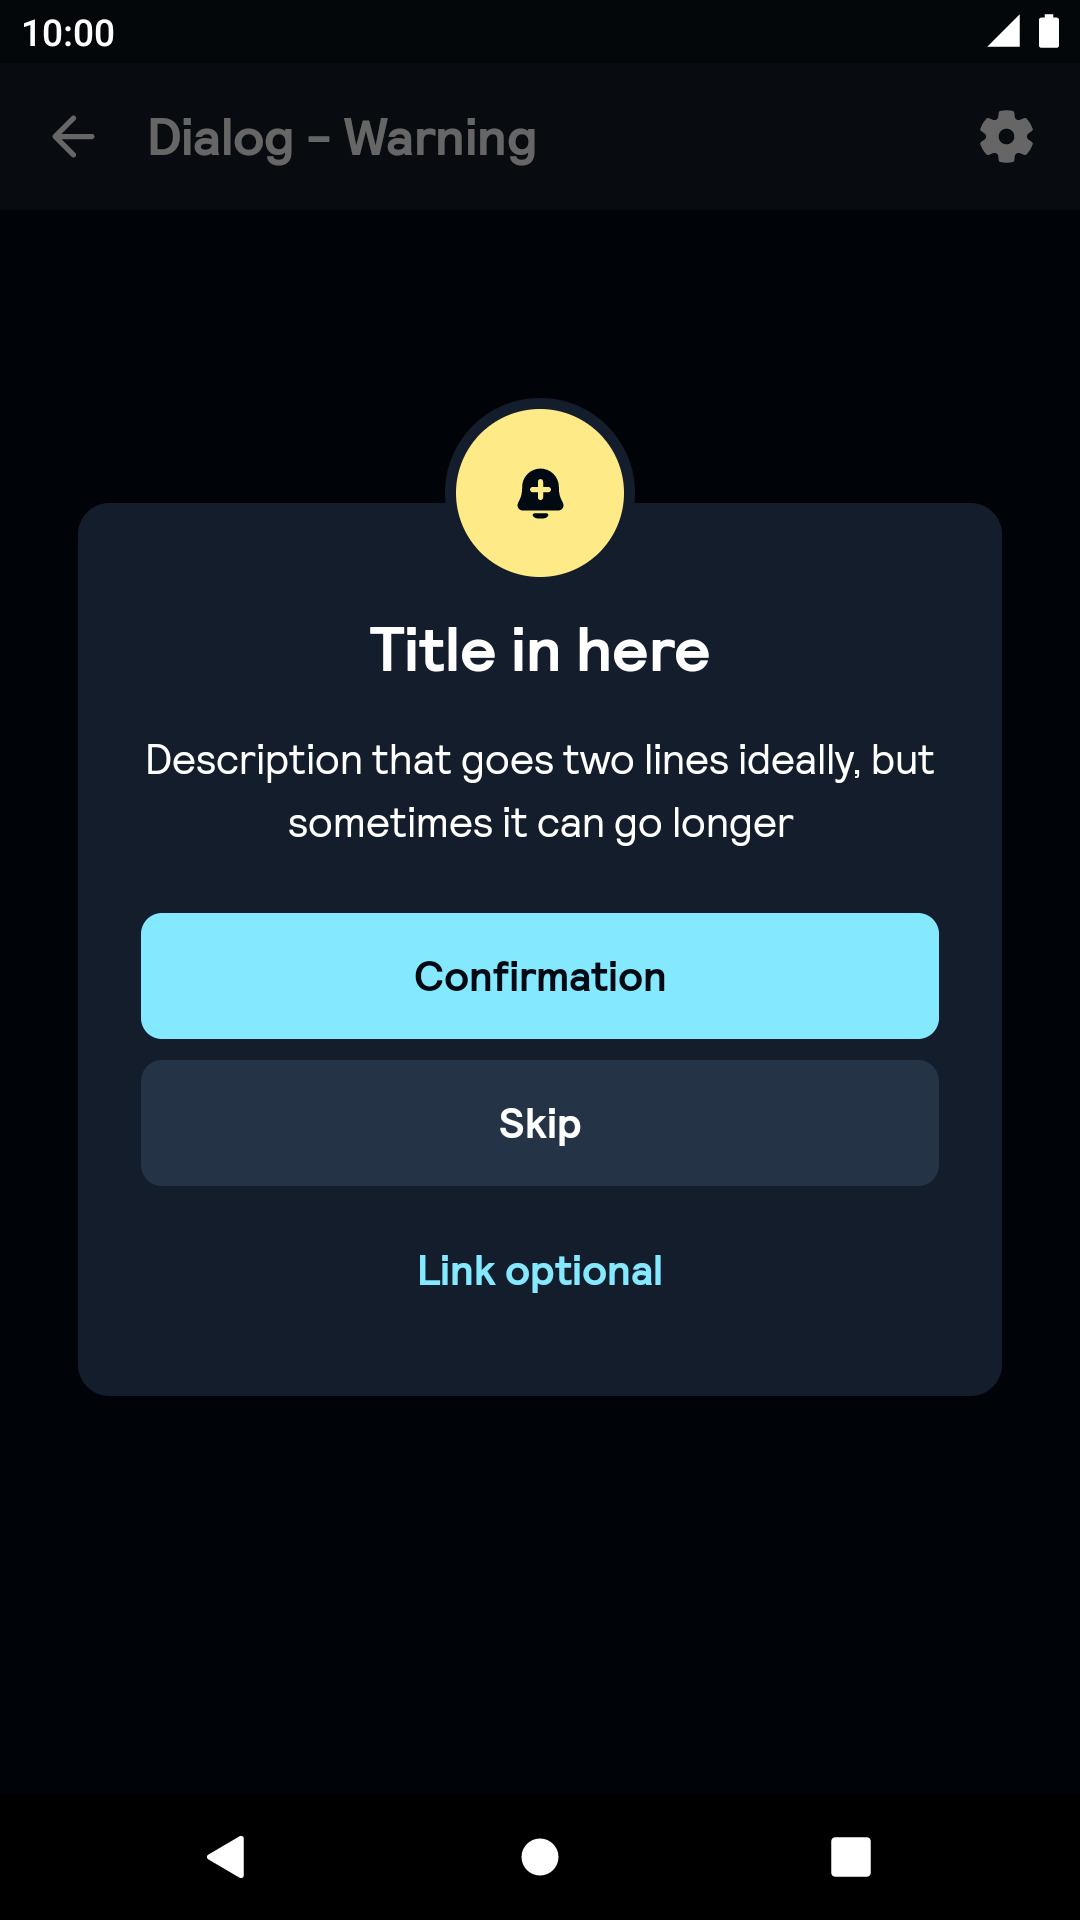 10:00
Dialog - Warning
Title in here
Description that goes two lines ideally, but
sometimes it can go longer
Confirmation
Skip
Link optional